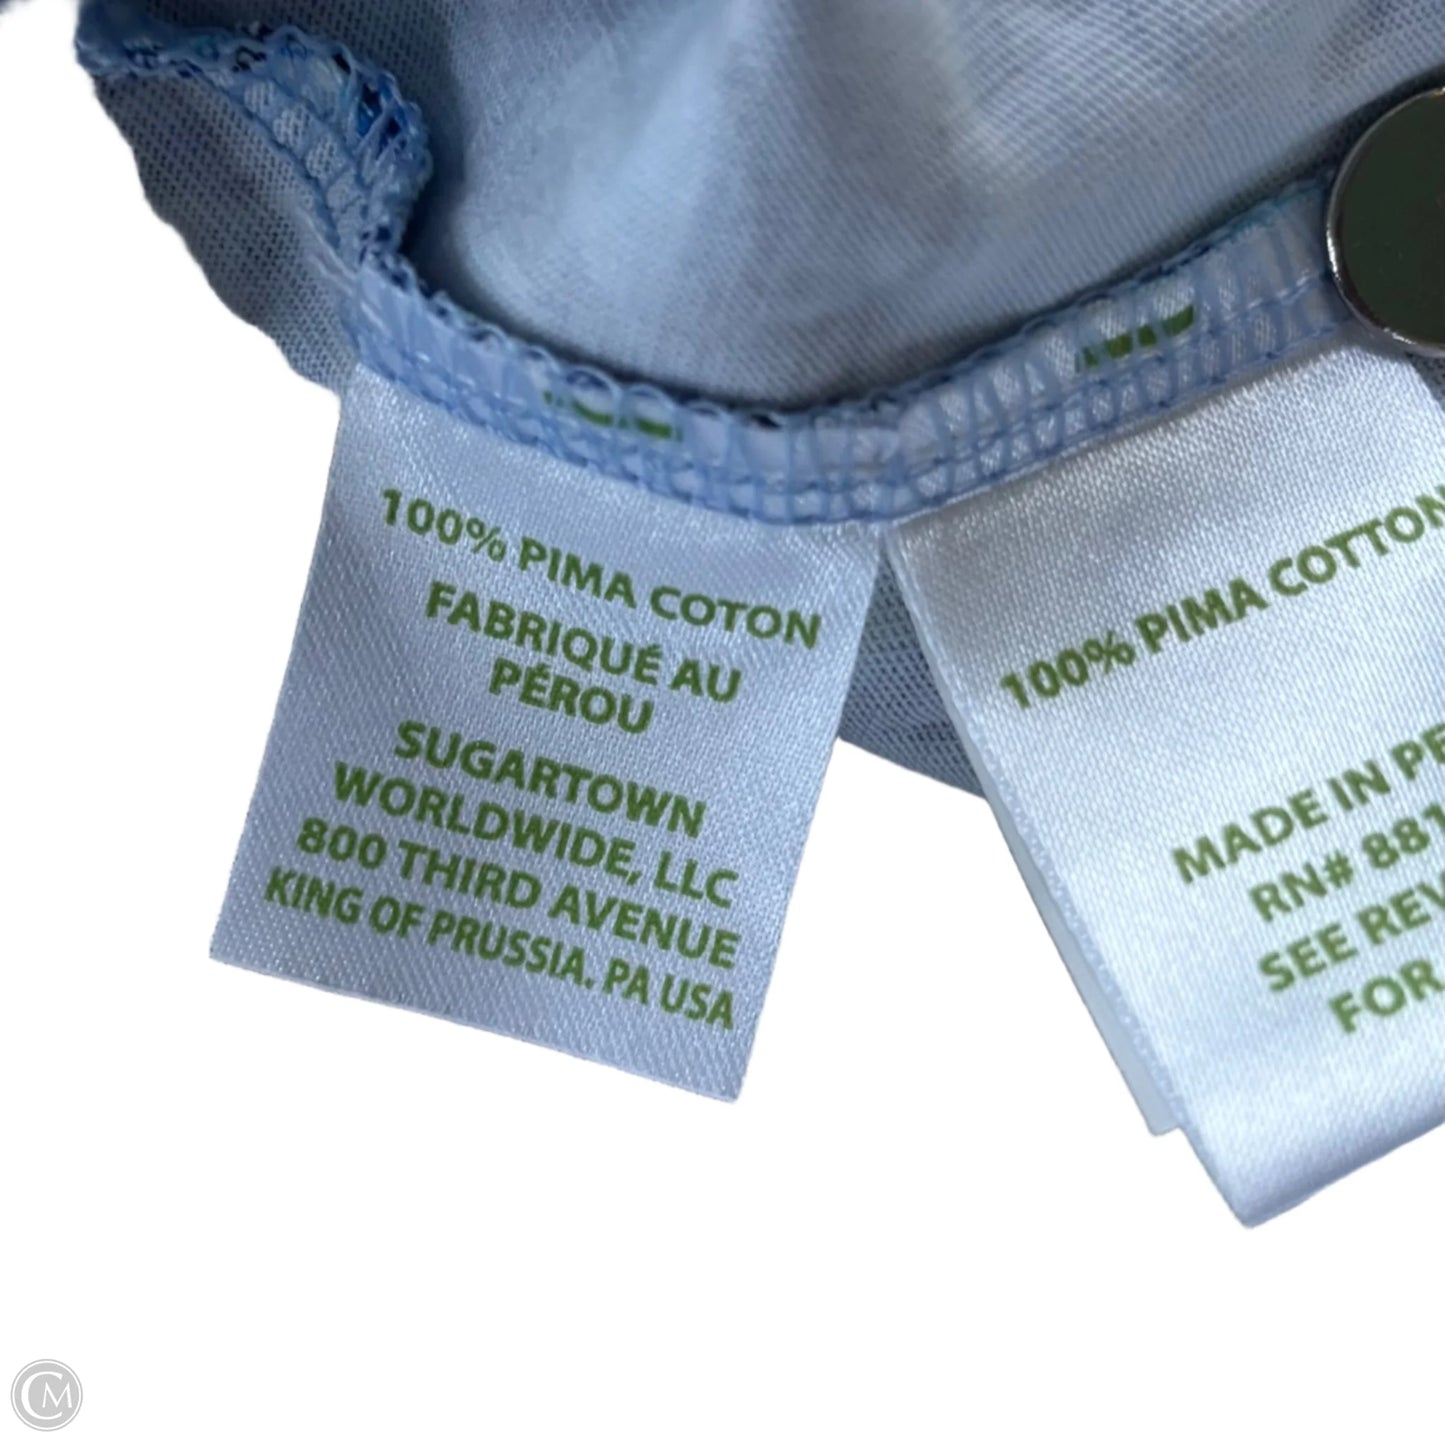 100% PIMA COTON
FABRIQUÉ AU
PÉROU
SUGARTOWN
WORLDWIDE, LLC
800 THIRD AVENUE
KING OF PRUSSIA. PA USA
100% PIMA COTTON
MADE IN PE
RN# 881
SEE REV
FOR
CM